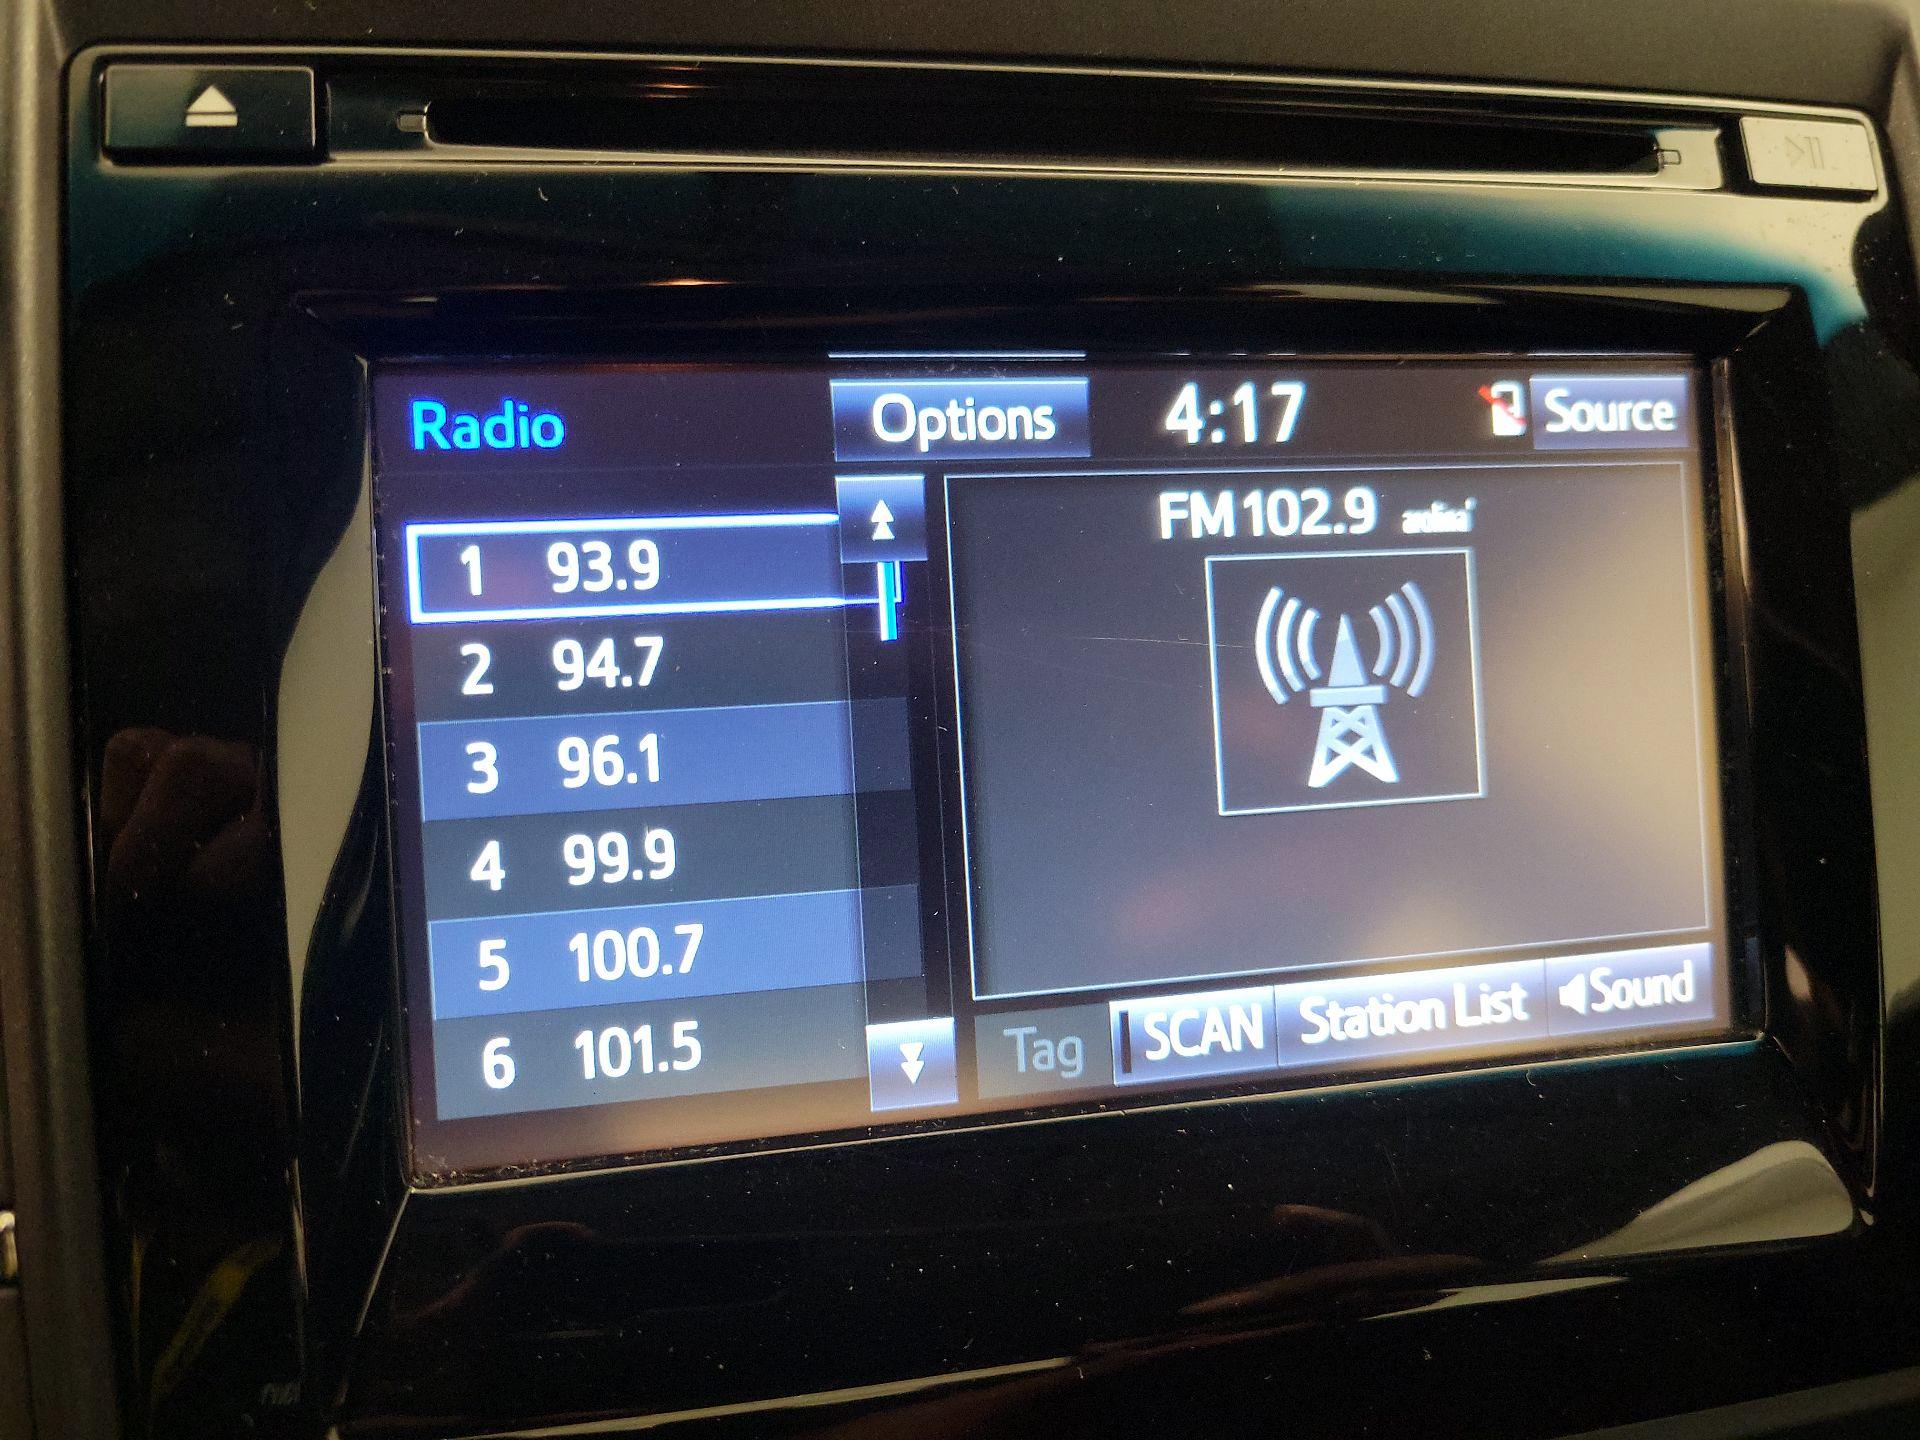 Radio Options 4:17 Source
FM 102.9
1 93.9
2 94.7
3 96.1
4 99.9
5 100.7
6 101.5
Tag SCAN Station List Sound